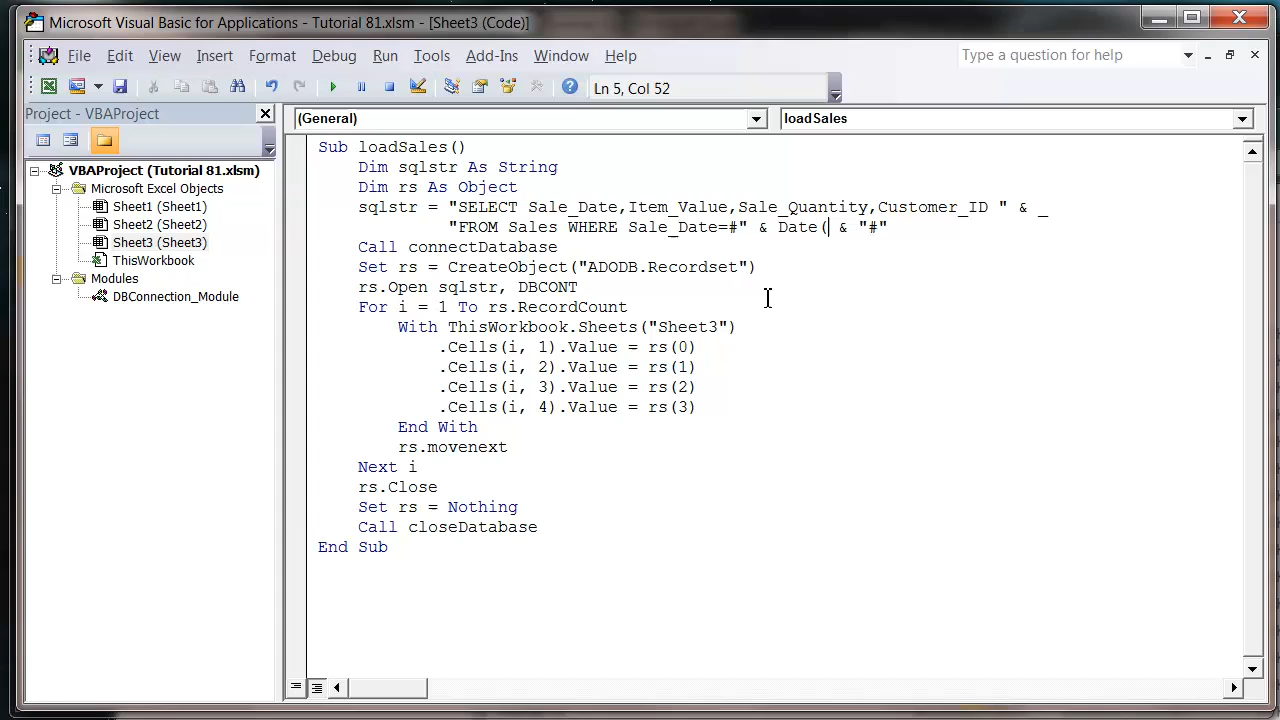 Microsoft Visual Basic for Applications - Tutorial 81.xlsm - [Sheet3 (Code)]
File Edit View Insert Format Debug Run Tools Add-Ins Window Help
Type a question for help
Ln 5, Col 52
Project - VBAProject
(General)
loadSales
VBAProject (Tutorial 81.xlsm)
Microsoft Excel Objects
Sheet1 (Sheet1)
Sheet2 (Sheet2)
Sheet3 (Sheet3)
ThisWorkbook
Modules
DBConnection_Module
Sub loadSales()
Dim sqlstr As String
Dim rs As Object
sqlstr = "SELECT Sale_Date,Item_Value,Sale_Quantity,Customer_ID " & _
"FROM Sales WHERE Sale_Date=#" & Date( & "#"
Call connectDatabase
Set rs = CreateObject("ADODB.Recordset")
rs.Open sqlstr, DBCONT
For i = 1 To rs.RecordCount
With ThisWorkbook.Sheets("Sheet3")
.Cells(i, 1).Value = rs(0)
.Cells(i, 2).Value = rs(1)
.Cells(i, 3).Value = rs(2)
.Cells(i, 4).Value = rs(3)
End With
rs.movenext
Next i
rs.Close
Set rs = Nothing
Call closeDatabase
End Sub